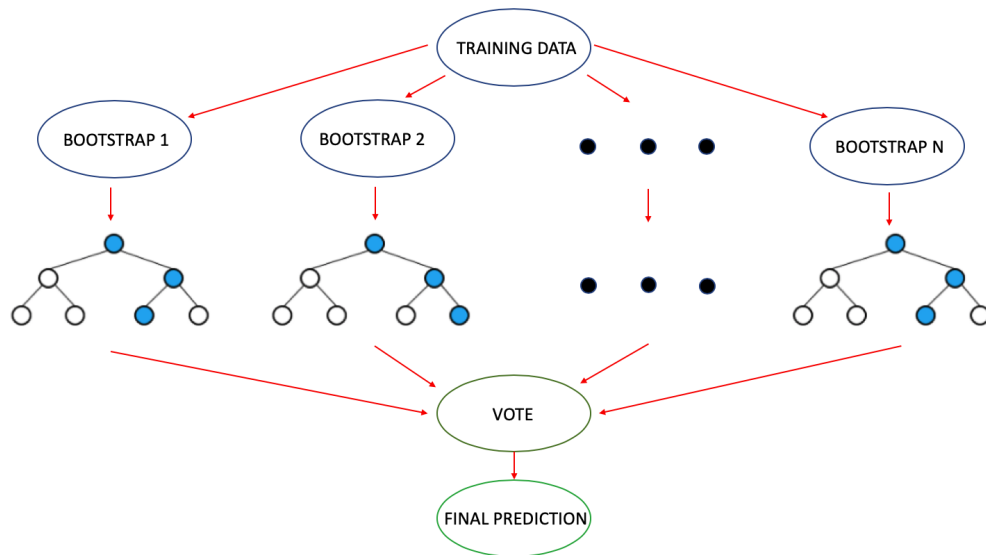 TRAINING DATA
BOOTSTRAP 1
BOOTSTRAP 2
BOOTSTRAP N
VOTE
FINAL PREDICTION